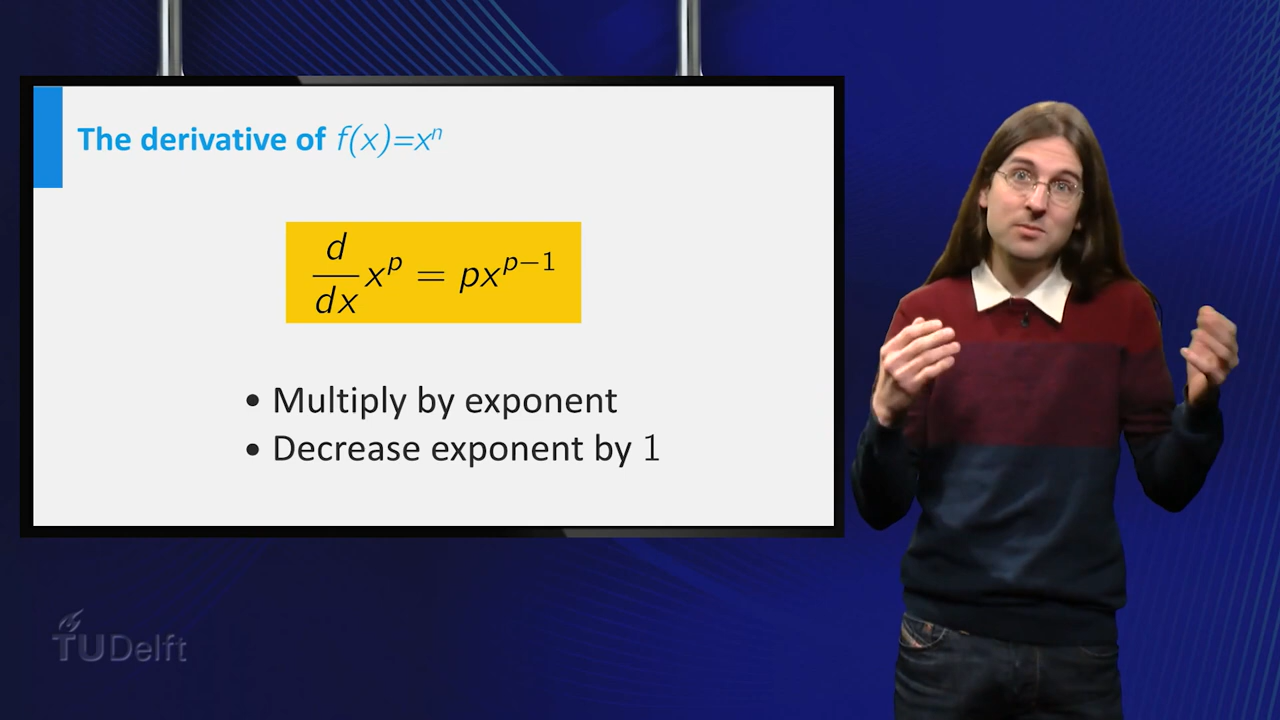 The derivative of f(x)=xⁿ
d/dx xᵖ = pxᵖ⁻¹
• Multiply by exponent
• Decrease exponent by 1
TUDelft